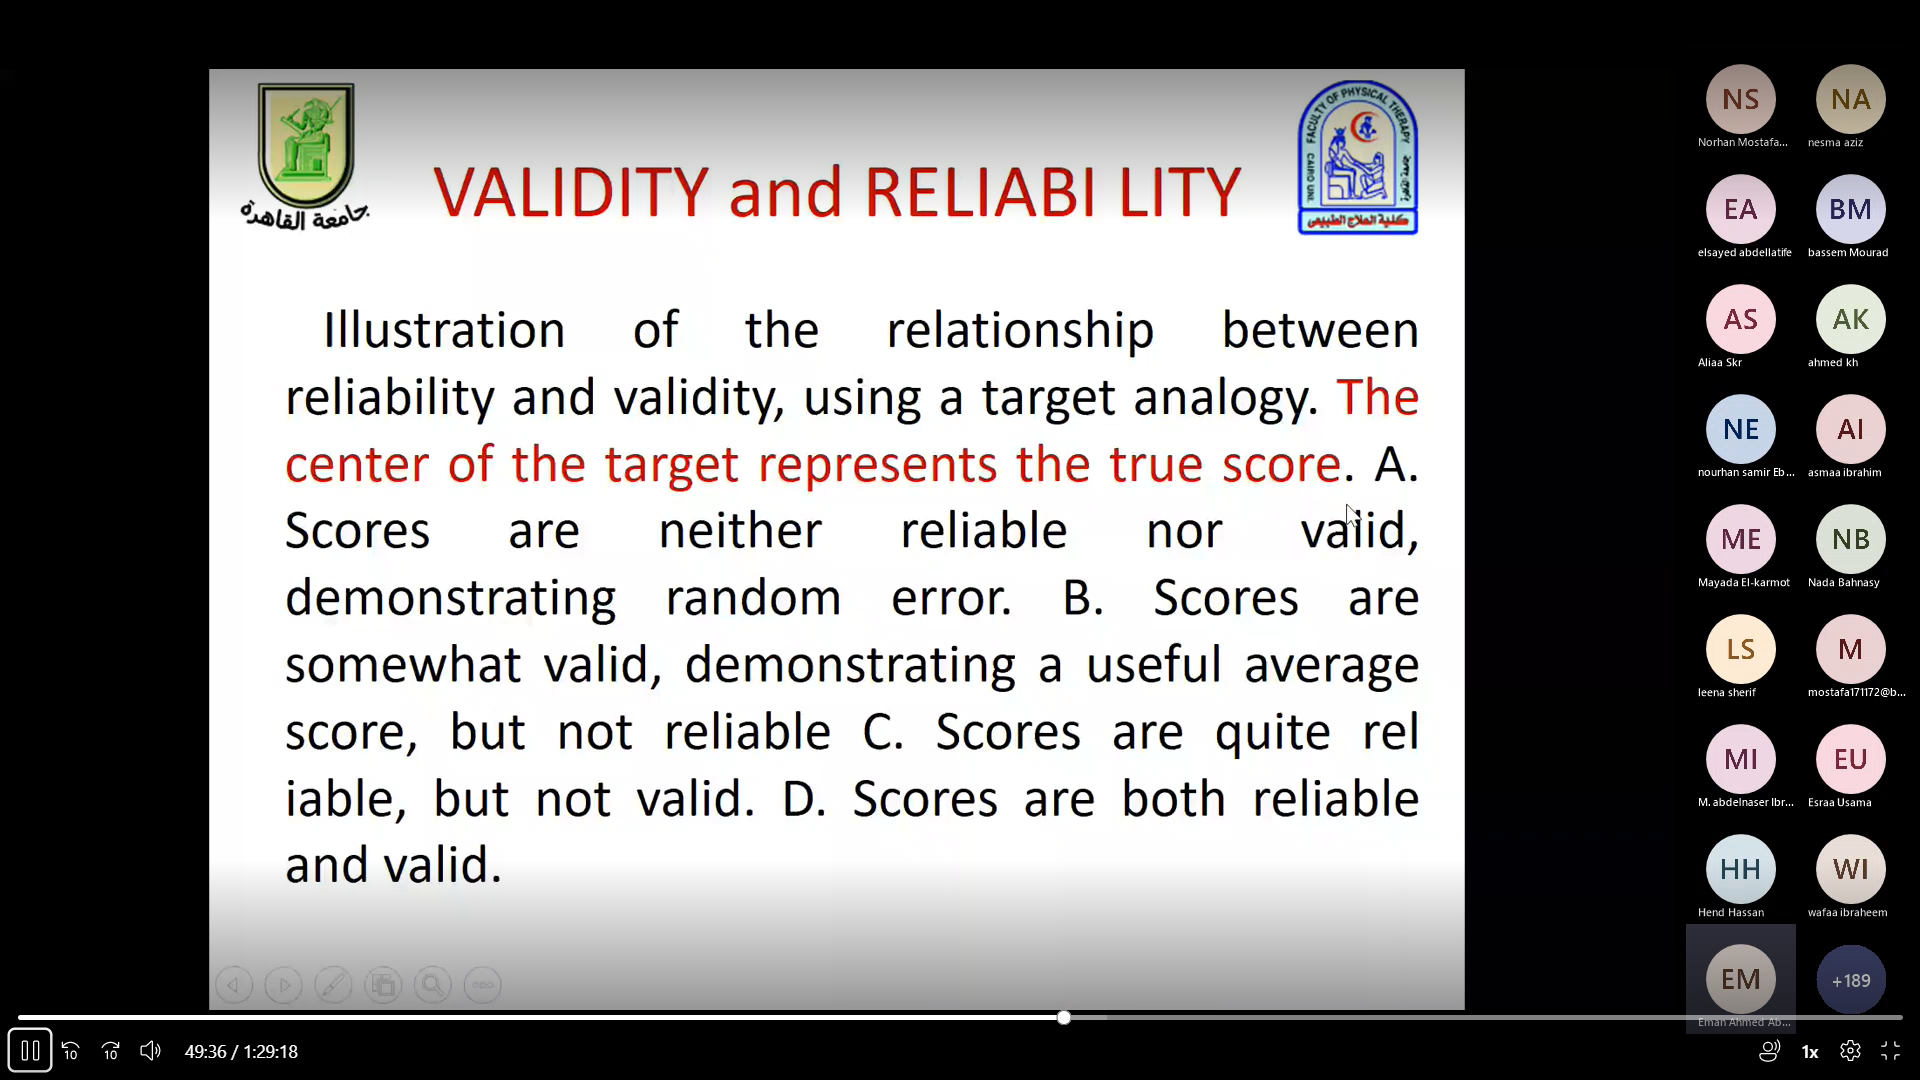 جامعة القاهرة
FACULTY OF PHYSICAL THERAPY
CAIRO UNI.
كلية العلاج الطبيعي
VALIDITY and RELIABI LITY
Illustration of the relationship between
reliability and validity, using a target analogy. The
center of the target represents the true score. A.
Scores are neither reliable nor valid,
demonstrating random error. B. Scores are
somewhat valid, demonstrating a useful average
score, but not reliable C. Scores are quite rel
iable, but not valid. D. Scores are both reliable
and valid.
NS NA
Norhan Mostafa... nesma aziz
EA BM
elsayed abdellatife bassem Mourad
AS AK
Aliaa Skr ahmed kh
NE AI
nourhan samir Eb... asmaa ibrahim
ME NB
Mayada El-karmot Nada Bahnasy
LS M
leena sherif mostafa171172@b...
MI EU
M. abdelnaser Ibr... Esraa Usama
HH WI
Hend Hassan wafaa ibraheem
EM +189
Eman Ahmed Ab...
10 10 49:36 / 1:29:18 1x